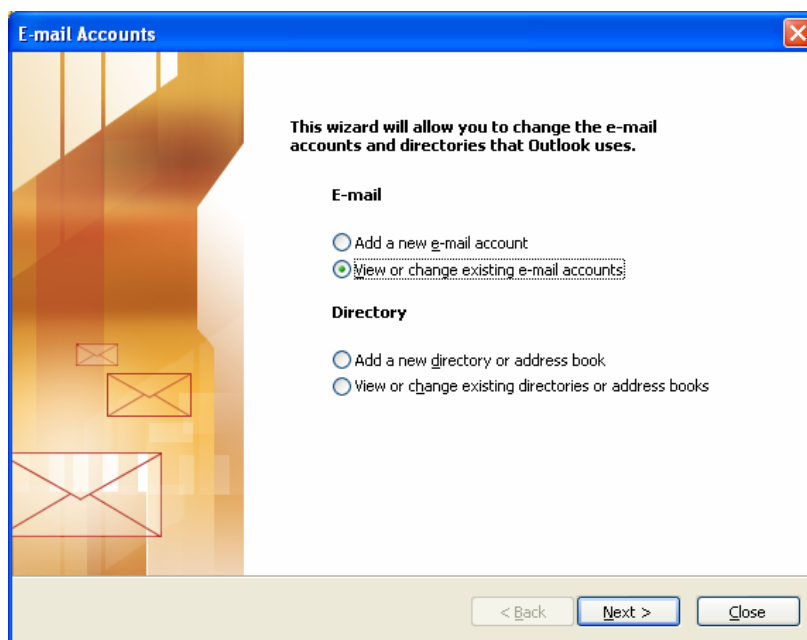 E-mail Accounts
This wizard will allow you to change the e-mail
accounts and directories that Outlook uses.
E-mail
Add a new e-mail account
View or change existing e-mail accounts
Directory
Add a new directory or address book
View or change existing directories or address books
< Back
Next >
Close